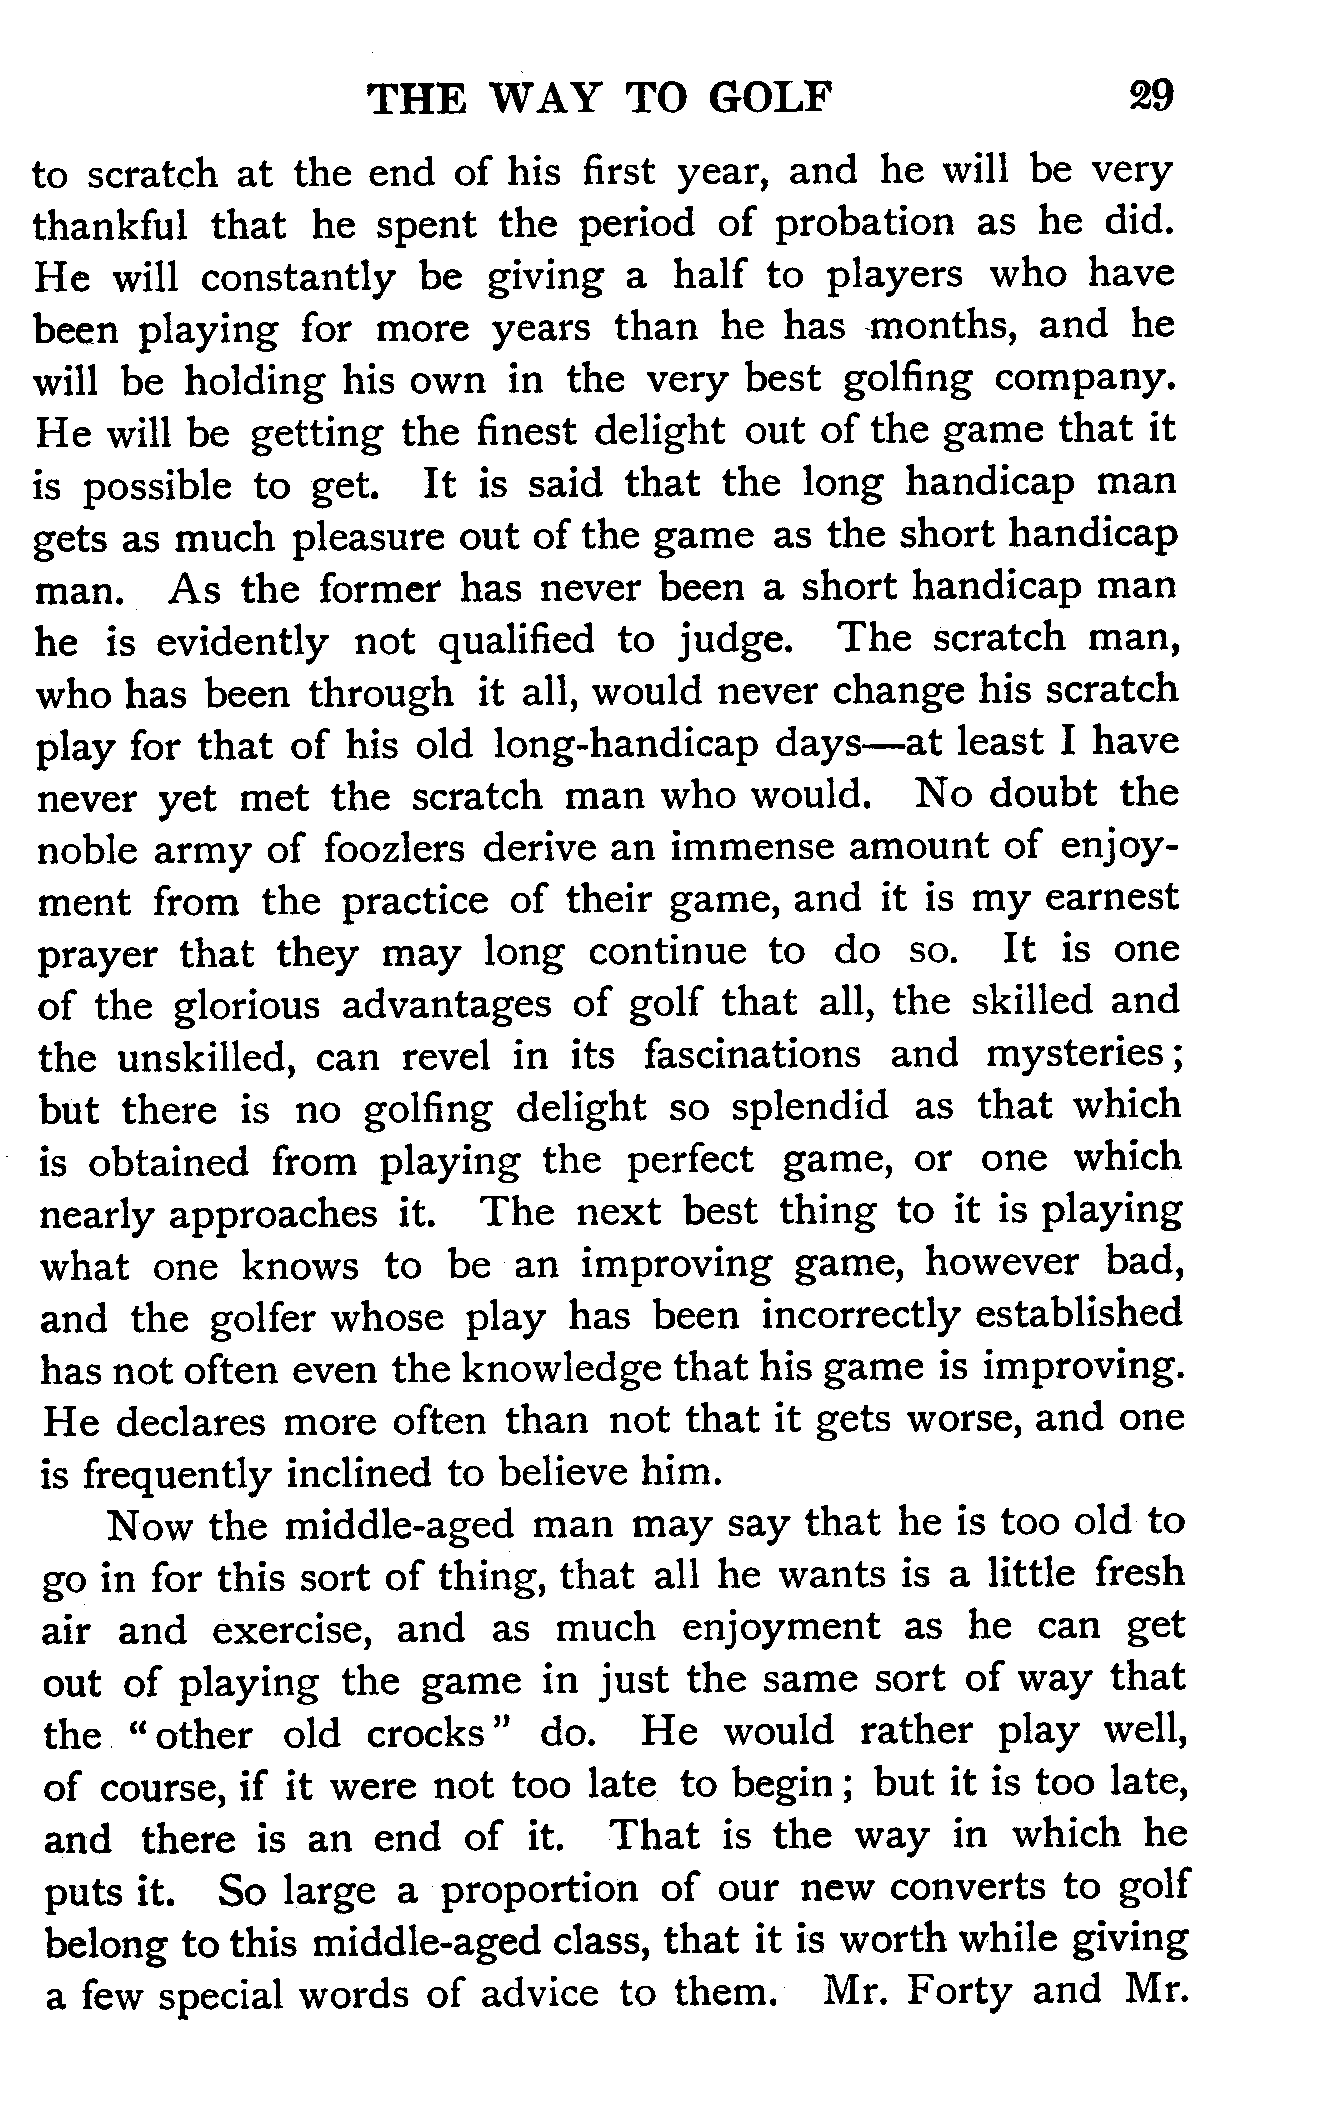 THE WAY TO GOLF 29
to scratch at the end of his first year, and he will be very
thankful that he spent the period of probation as he did.
He will constantly be giving a half to players who have
been playing for more years than he has months, and he
will be holding his own in the very best golfing company.
He will be getting the finest delight out of the game that it
is possible to get. It is said that the long handicap man
gets as much pleasure out of the game as the short handicap
man. As the former has never been a short handicap man
he is evidently not qualified to judge. The scratch man,
who has been through it all, would never change his scratch
play for that of his old long-handicap days—at least I have
never yet met the scratch man who would. No doubt the
noble army of foozlers derive an immense amount of enjoy-
ment from the practice of their game, and it is my earnest
prayer that they may long continue to do so. It is one
of the glorious advantages of golf that all, the skilled and
the unskilled, can revel in its fascinations and mysteries;
but there is no golfing delight so splendid as that which
is obtained from playing the perfect game, or one which
nearly approaches it. The next best thing to it is playing
what one knows to be an improving game, however bad,
and the golfer whose play has been incorrectly established
has not often even the knowledge that his game is improving.
He declares more often than not that it gets worse, and one
is frequently inclined to believe him.
Now the middle-aged man may say that he is too old to
go in for this sort of thing, that all he wants is a little fresh
air and exercise, and as much enjoyment as he can get
out of playing the game in just the same sort of way that
the "other old crocks" do. He would rather play well,
of course, if it were not too late to begin; but it is too late,
and there is an end of it. That is the way in which he
puts it. So large a proportion of our new converts to golf
belong to this middle-aged class, that it is worth while giving
a few special words of advice to them. Mr. Forty and Mr.